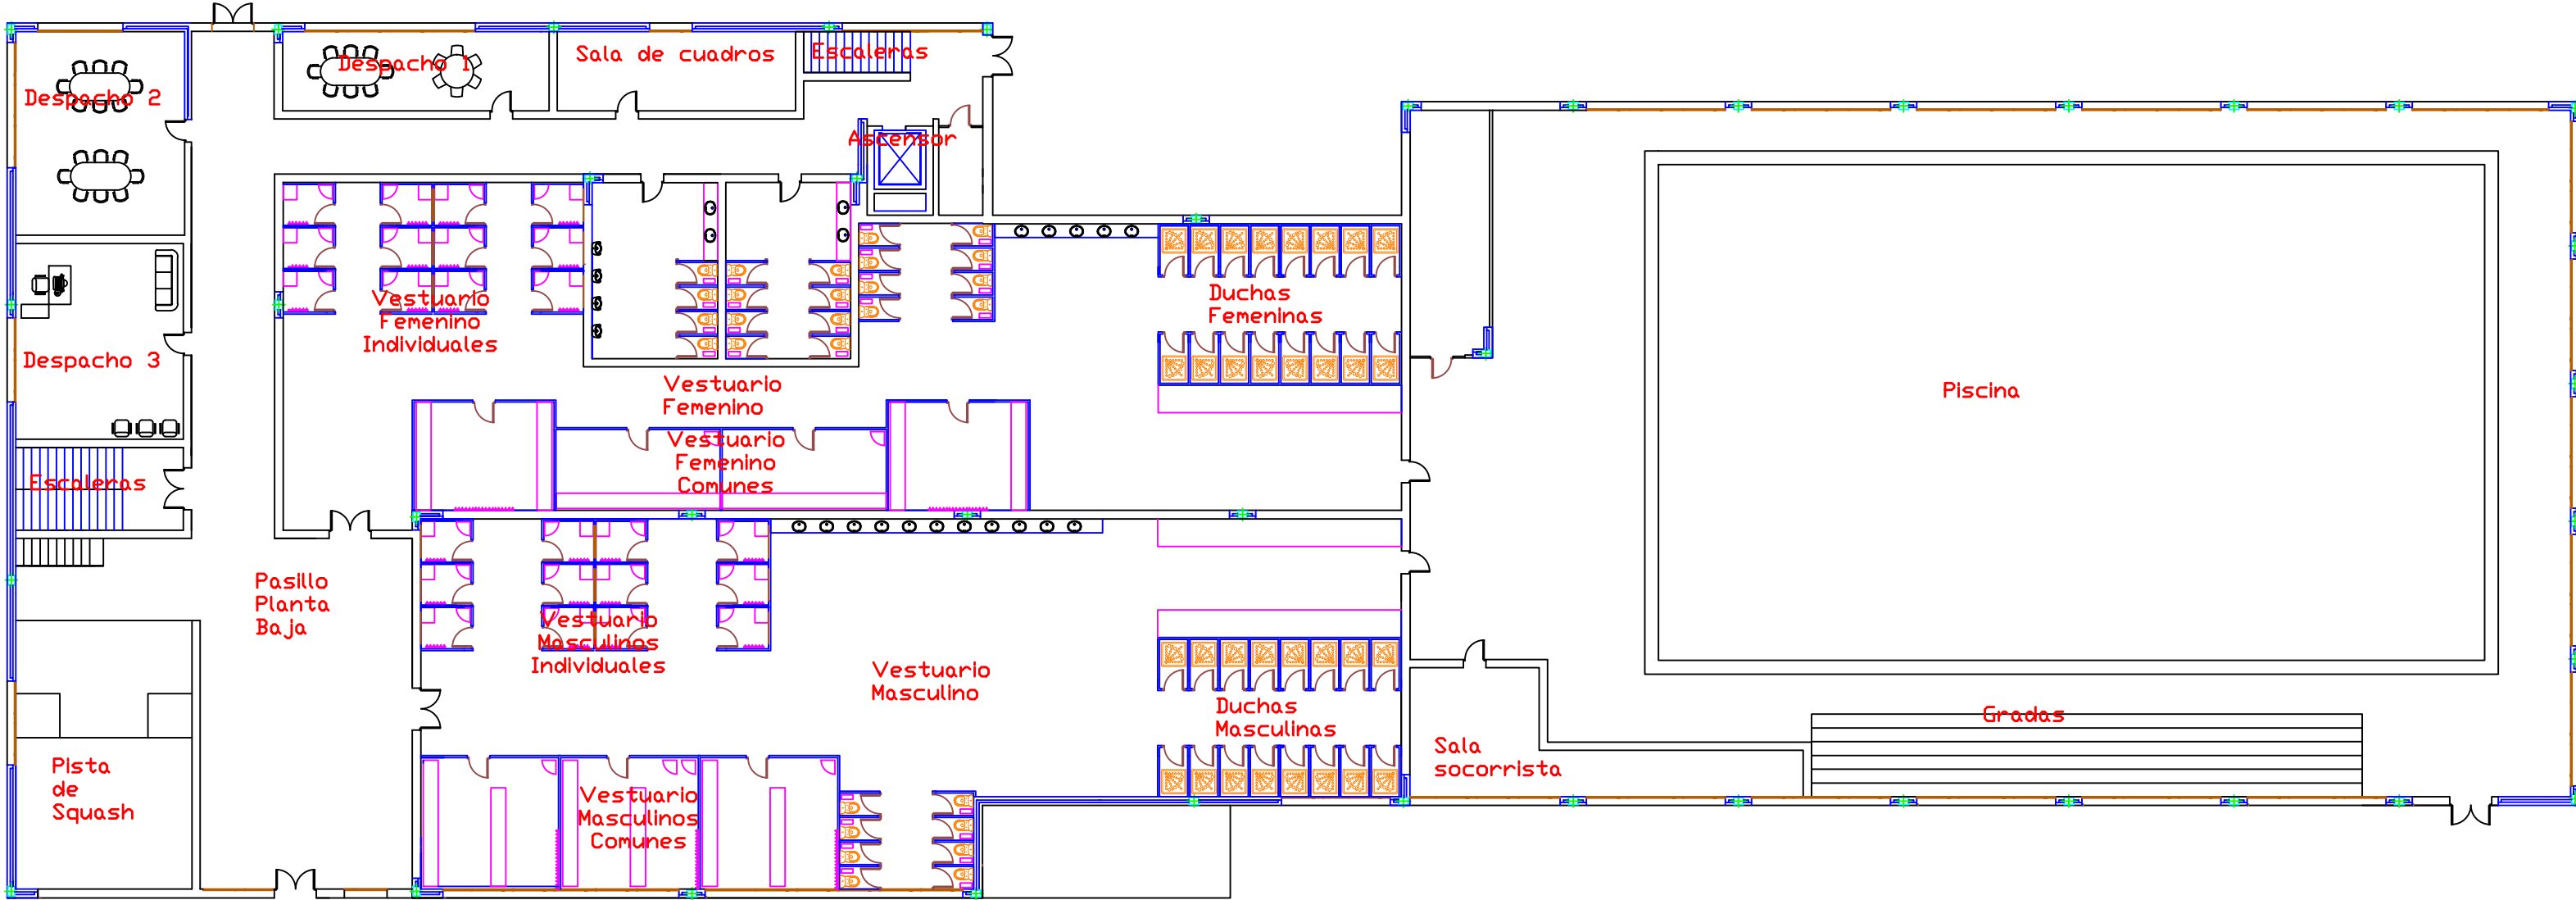 Despacho 1
Sala de cuadros
Escaleras
Despacho 2
Ascensor
Vestuario
Femenino
Individuales
Duchas
Femeninas
Despacho 3
Vestuario
Femenino
Piscina
Vestuario
Femenino
Comunes
Escaleras
Pasillo
Planta
Baja
Vestuario
Masculinos
Individuales
Vestuario
Masculino
Duchas
Masculinas
Gradas
Sala
socorrista
Pista
de
Squash
Vestuario
Masculinos
Comunes